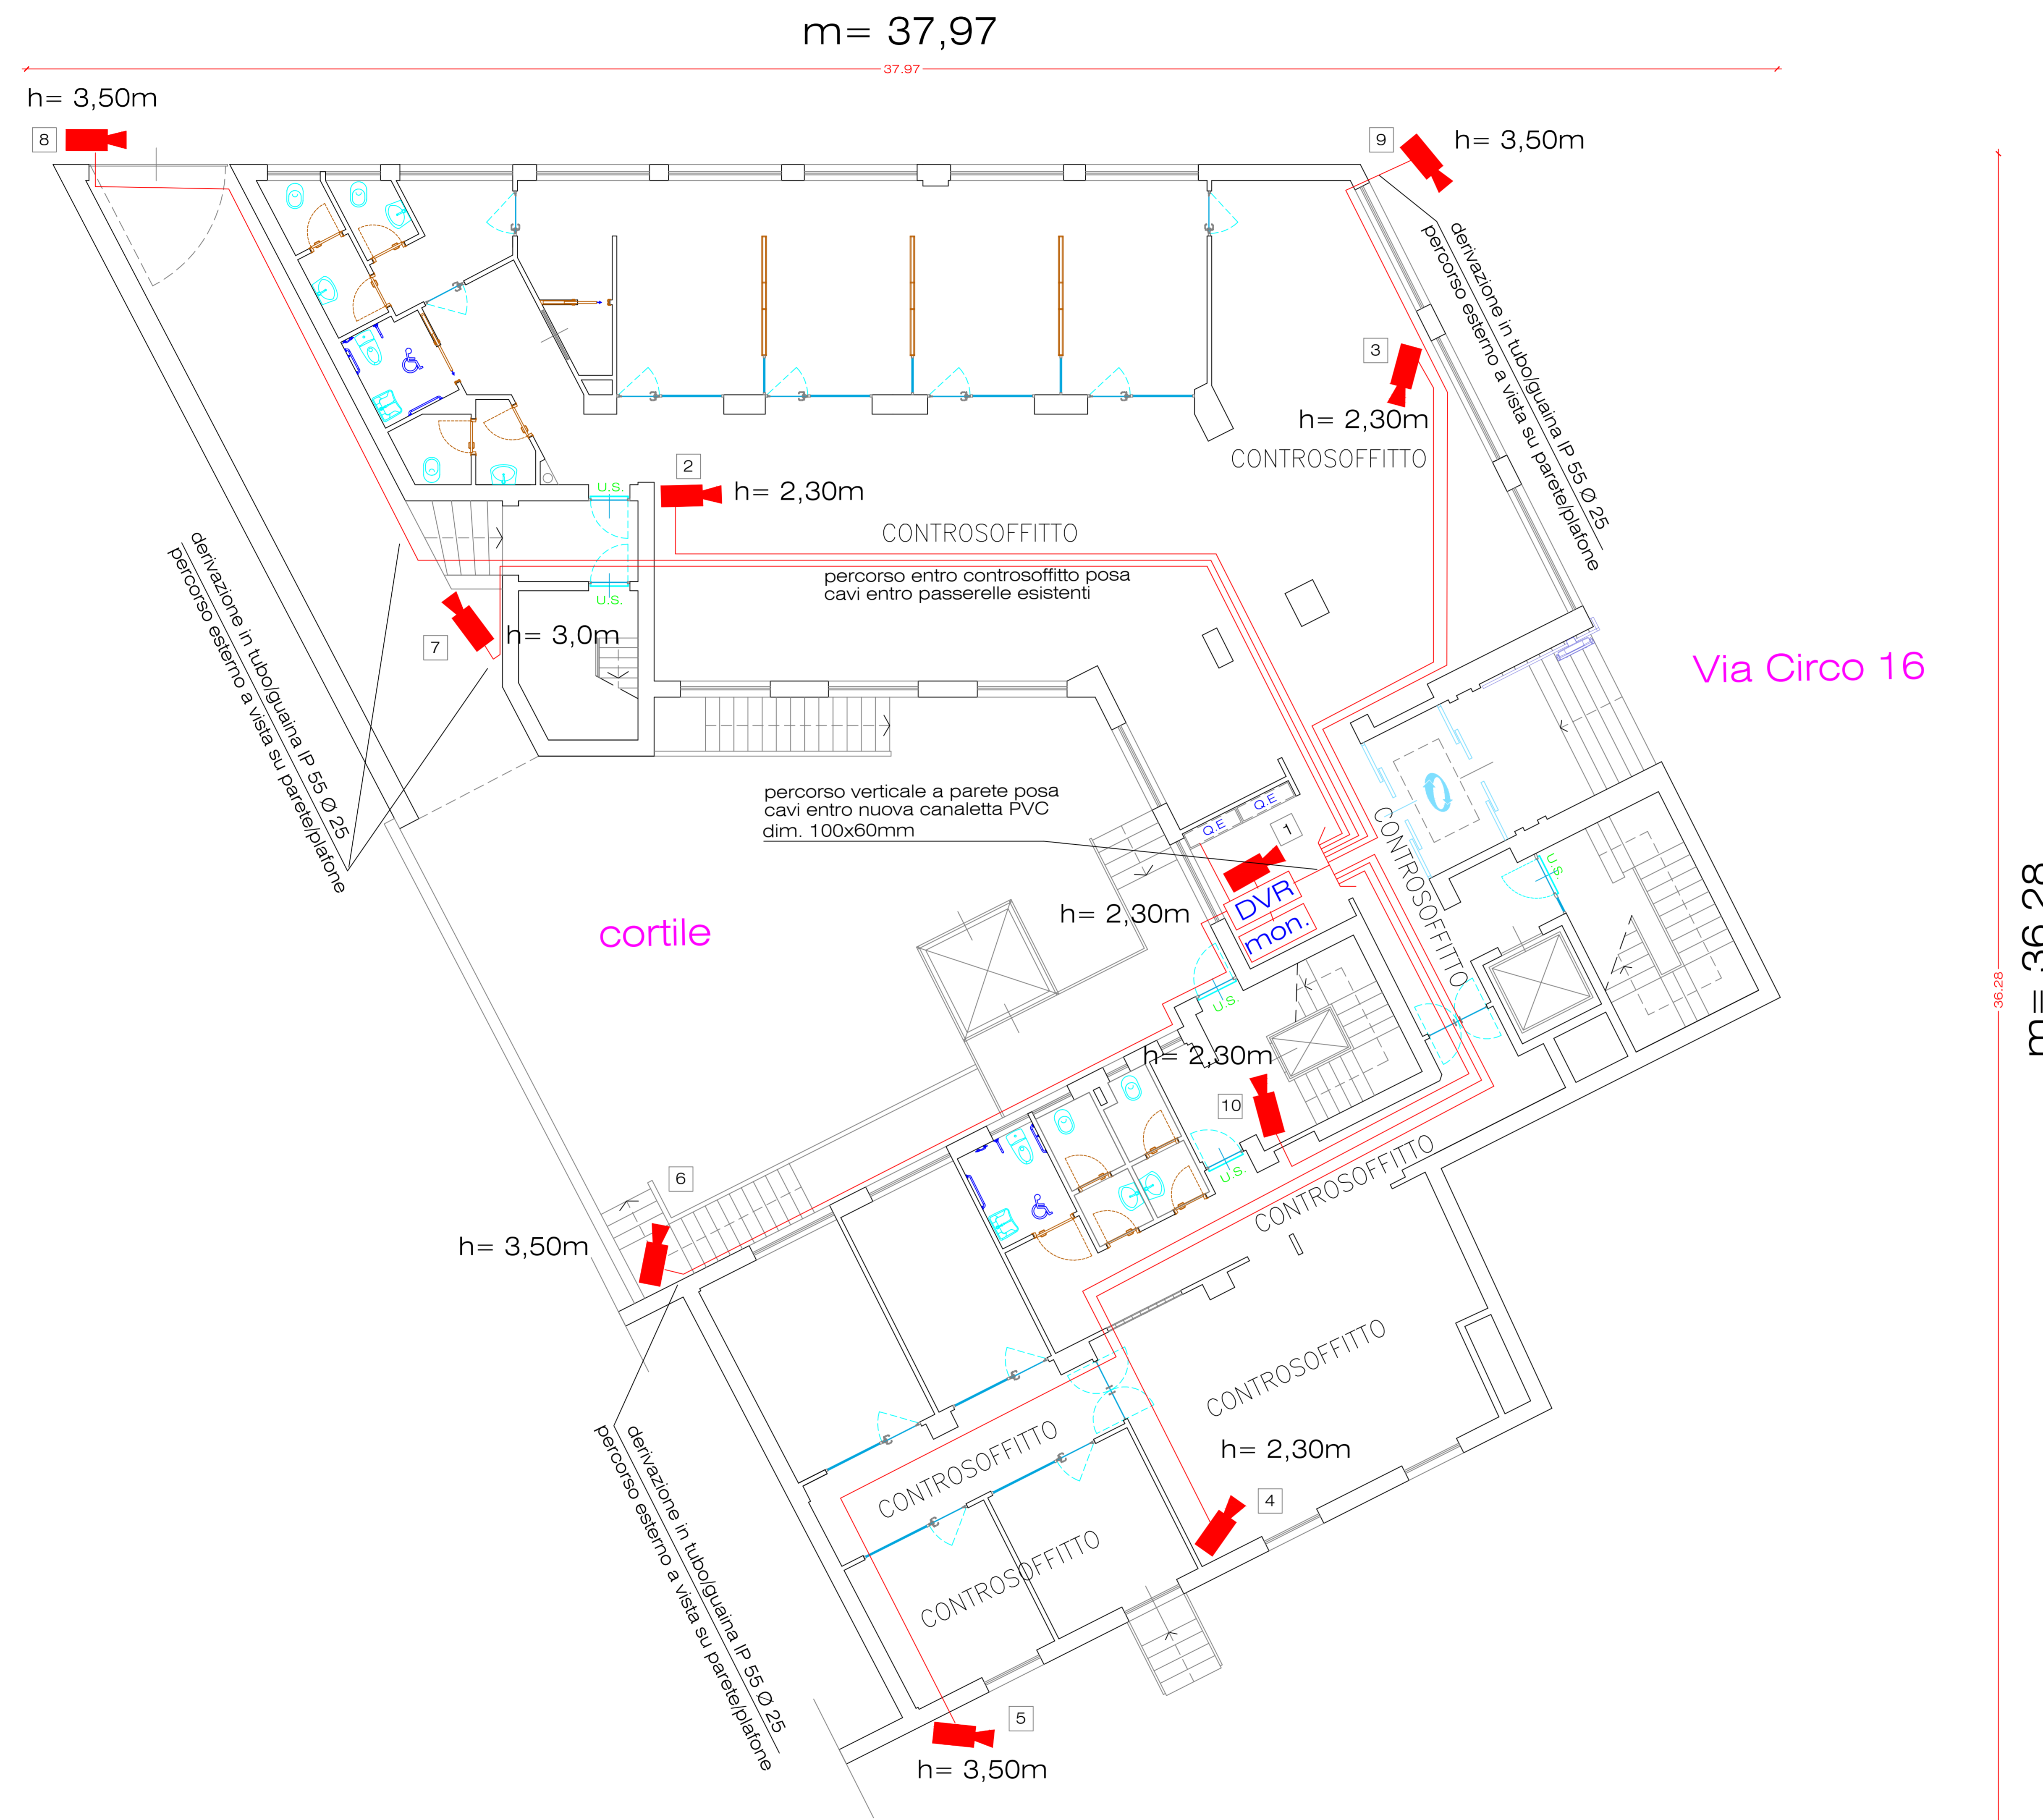 m= 37,97
37.97
h= 3,50m
8
9
h= 3,50m
derivazione in tubo/guaina IP 55 Ø 25
percorso esterno a vista su parete/plafone
3
h= 2,30m
CONTROSOFFITTO
2
h= 2,30m
U.S.
CONTROSOFFITTO
percorso entro controsoffitto posa
cavi entro passerelle esistenti
U.S.
derivazione in tubo/guaina IP 55 Ø 25
percorso esterno a vista su parete/plafone
7
h= 3,0m
Via Circo 16
percorso verticale a parete posa
cavi entro nuova canaletta PVC
dim. 100x60mm
Q.E
Q.E
1
CONTROSOFFITTO
U.S.
DVR
mon.
h= 2,30m
cortile
m= 36,28
36.28
U.S.
h= 2,30m
10
U.S.
CONTROSOFFITTO
6
h= 3,50m
CONTROSOFFITTO
h= 2,30m
4
CONTROSOFFITTO
CONTROSOFFITTO
derivazione in tubo/guaina IP 55 Ø 25
percorso esterno a vista su parete/plafone
5
h= 3,50m